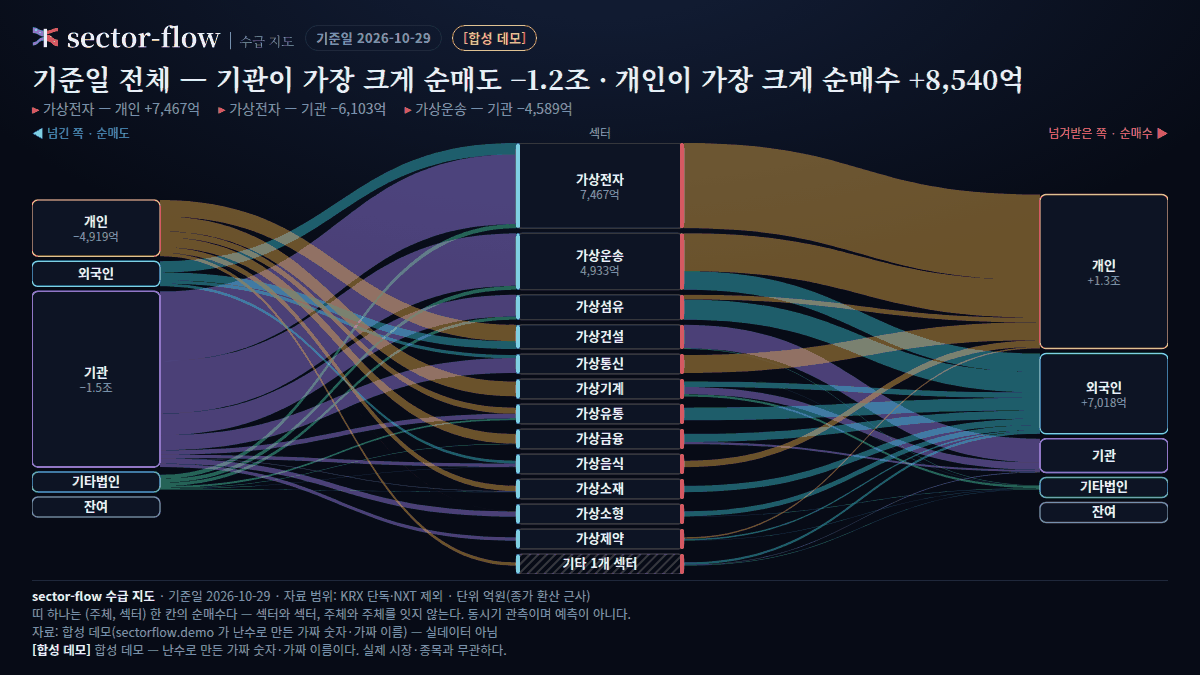 sector-flow | 수급 지도 기준일 2026-10-29 [합성 데모]
기준일 전체 — 기관이 가장 크게 순매도 −1.2조 · 개인이 가장 크게 순매수 +8,540억
▸ 가상전자 — 개인 +7,467억 ▸ 가상전자 — 기관 −6,103억 ▸ 가상운송 — 기관 −4,589억
◀ 넘긴 쪽 · 순매도
섹터
넘겨받은 쪽 · 순매수 ▶
개인
−4,919억
외국인
기관
−1.5조
기타법인
잔여
가상전자
7,467억
가상운송
4,933억
가상섬유
가상건설
가상통신
가상기계
가상유통
가상금융
가상음식
가상소재
가상소형
가상제약
기타 1개 섹터
개인
+1.3조
외국인
+7,018억
기관
기타법인
잔여
sector-flow 수급 지도 · 기준일 2026-10-29 · 자료 범위: KRX 단독·NXT 제외 · 단위 억원(종가 환산 근사)
띠 하나는 (주체, 섹터) 한 칸의 순매수다 — 섹터와 섹터, 주체와 주체를 잇지 않는다. 동시기 관측이며 예측이 아니다.
자료: 합성 데모(sectorflow.demo 가 난수로 만든 가짜 숫자·가짜 이름) — 실데이터 아님
[합성 데모] 합성 데모 — 난수로 만든 가짜 숫자·가짜 이름이다. 실제 시장·종목과 무관하다.